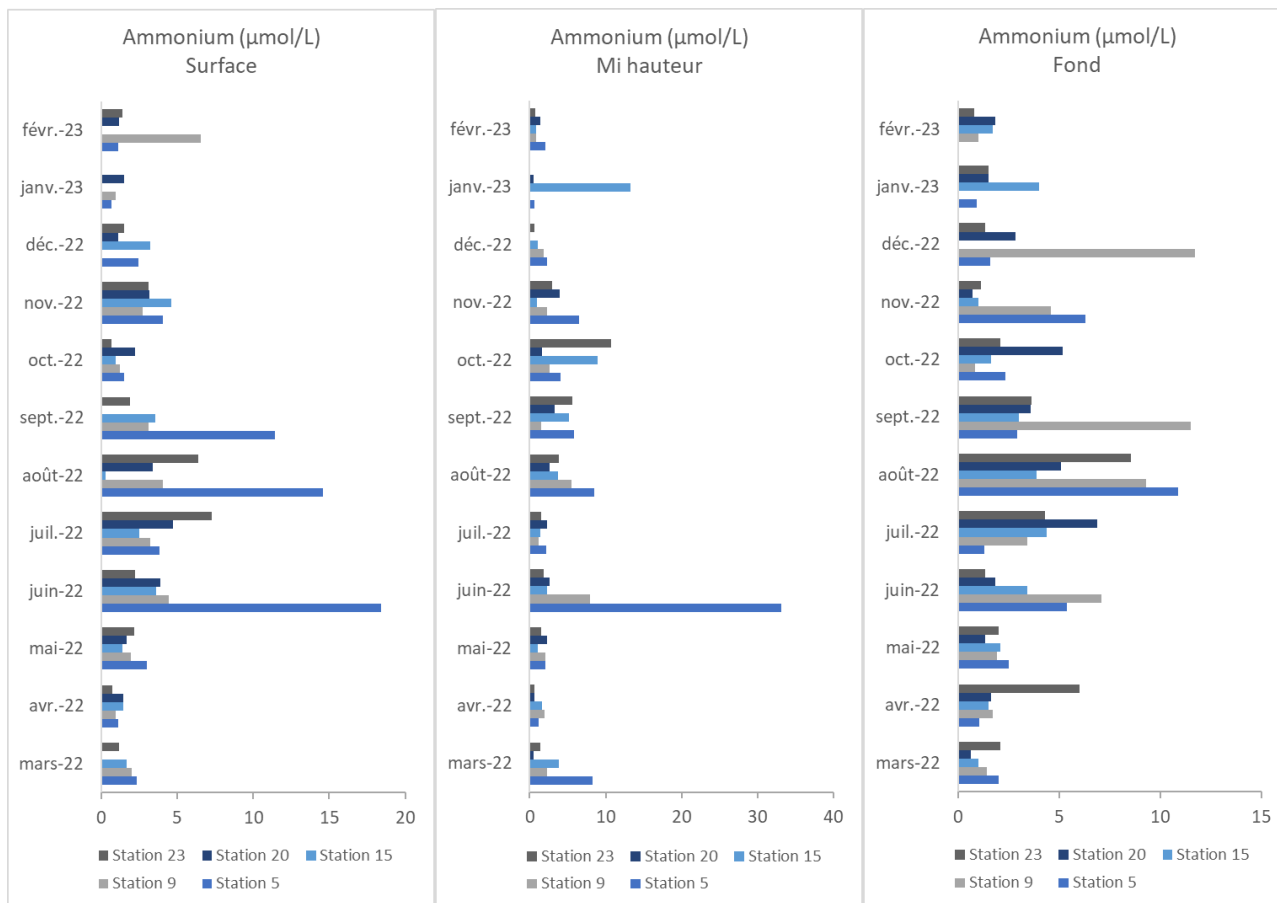 Ammonium (µmol/L)
Surface
févr.-23
janv.-23
déc.-22
nov.-22
oct.-22
sept.-22
août-22
juil.-22
juin-22
mai-22
avr.-22
mars-22
0 5 10 15 20
Station 23 Station 20 Station 15
Station 9 Station 5
Ammonium (µmol/L)
Mi hauteur
févr.-23
janv.-23
déc.-22
nov.-22
oct.-22
sept.-22
août-22
juil.-22
juin-22
mai-22
avr.-22
mars-22
0 10 20 30 40
Station 23 Station 20 Station 15
Station 9 Station 5
Ammonium (µmol/L)
Fond
févr.-23
janv.-23
déc.-22
nov.-22
oct.-22
sept.-22
août-22
juil.-22
juin-22
mai-22
avr.-22
mars-22
0 5 10 15
Station 23 Station 20 Station 15
Station 9 Station 5